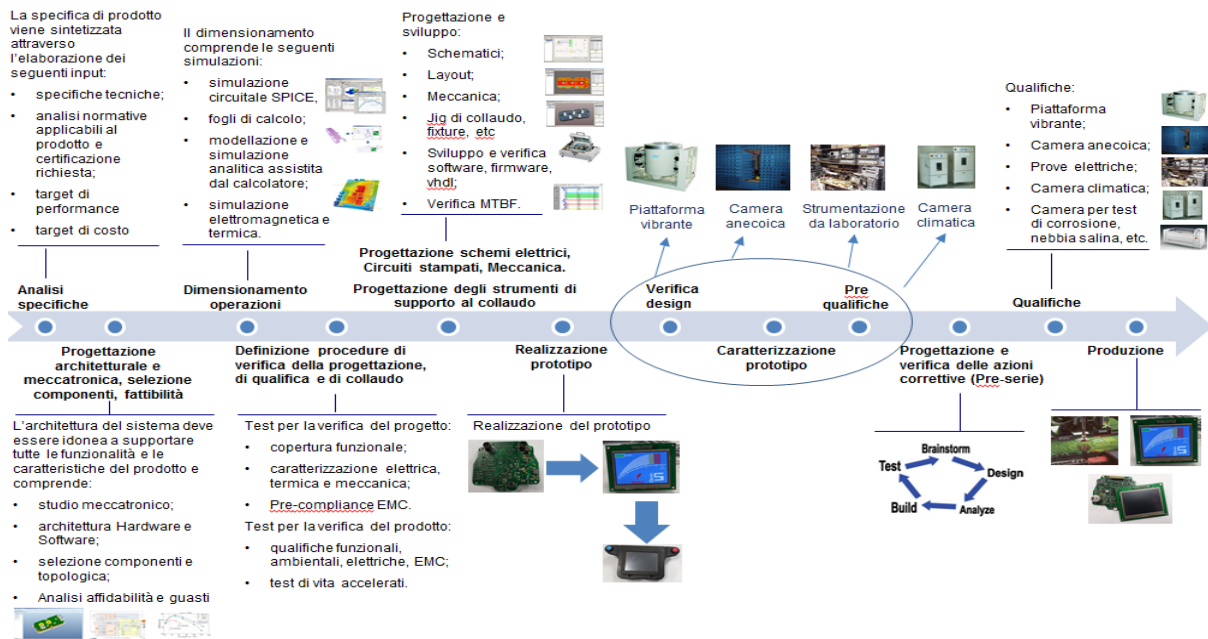 La specifica di prodotto
viene sintetizzata
attraverso
l'elaborazione dei
seguenti input:
• specifiche tecniche;
• analisi normative
applicabili al
prodotto e
certificazione
richiesta;
• target di
performance
• target di costo
Analisi
specifiche
Il dimensionamento
comprende le seguenti
simulazioni:
• simulazione
circuitale SPICE,
• fogli di calcolo;
• modellazione e
simulazione
analitica assistita
dal calcolatore;
• simulazione
elettromagnetica e
termica.
Dimensionamento
operazioni
Progettazione e
sviluppo:
• Schematici;
• Layout;
• Meccanica;
• Jig di collaudo,
fixture, etc
• Sviluppo e verifica
software, firmware,
vhdl;
• Verifica MTBF.
Progettazione schemi elettrici,
Circuiti stampati, Meccanica.
Progettazione degli strumenti di
supporto al collaudo
Piattaforma
vibrante
Camera
anecoica
Strumentazione
da laboratorio
Camera
climatica
Verifica
design
Pre
qualifiche
Qualifiche:
• Piattaforma
vibrante;
• Camera anecoica;
• Prove elettriche;
• Camera climatica;
• Camera per test
di corrosione,
nebbia salina, etc.
Qualifiche
Progettazione
architetturale e
meccatronica, selezione
componenti, fattibilità
L'architettura del sistema deve
essere idonea a supportare
tutte le funzionalità e le
caratteristiche del prodotto e
comprende:
• studio meccatronico;
• architettura Hardware e
Software;
• selezione componenti e
topologica;
• Analisi affidabilità e guasti
Definizione procedure di
verifica della progettazione,
di qualifica e di collaudo
Test per la verifica del progetto:
• copertura funzionale;
• caratterizzazione elettrica,
termica e meccanica;
• Pre-compliance EMC.
Test per la verifica del prodotto:
• qualifiche funzionali,
ambientali, elettriche, EMC;
• test di vita accelerati.
Realizzazione
prototipo
Realizzazione del prototipo
Caratterizzazione
prototipo
Progettazione e
verifica delle azioni
correttive (Pre-serie)
Brainstorm
Design
Analyze
Build
Test
Produzione